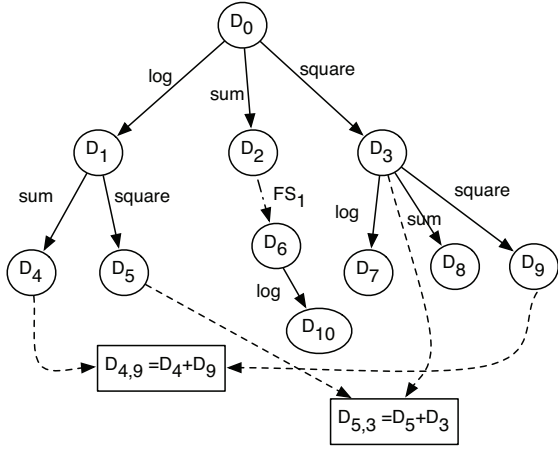 D0
log
sum
square
D1
D2
D3
sum
square
FS1
log
sum
square
D4
D5
D6
D7
D8
D9
log
D10
D4,9 =D4+D9
D5,3 =D5+D3